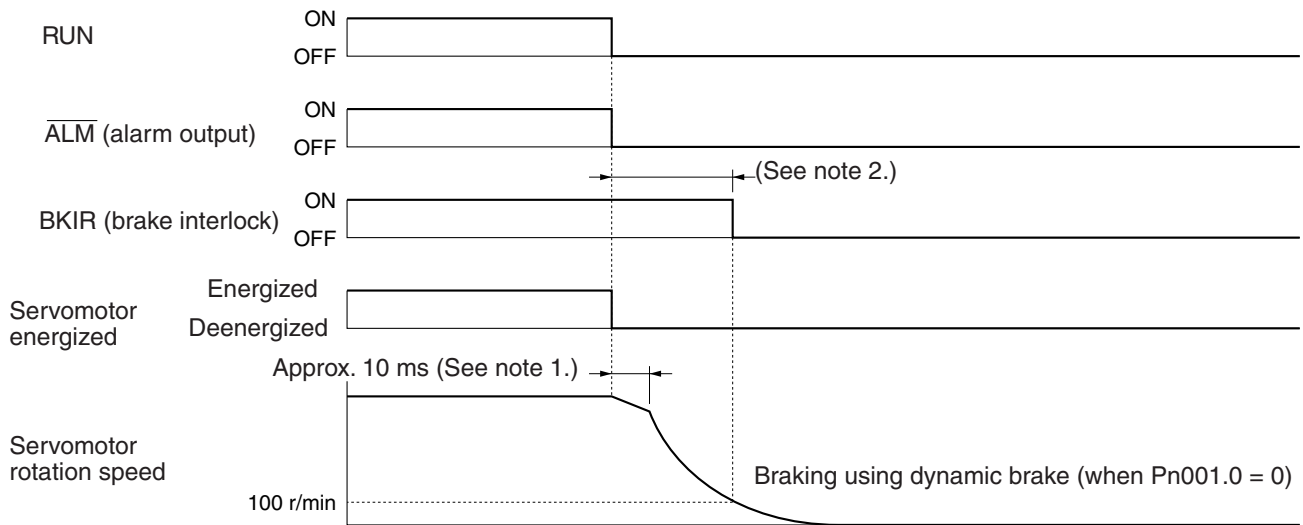 RUN
ON
OFF
ALM (alarm output)
ON
OFF
(See note 2.)
BKIR (brake interlock)
ON
OFF
Servomotor
energized
Energized
Deenergized
Approx. 10 ms (See note 1.)
Servomotor
rotation speed
Braking using dynamic brake (when Pn001.0 = 0)
100 r/min